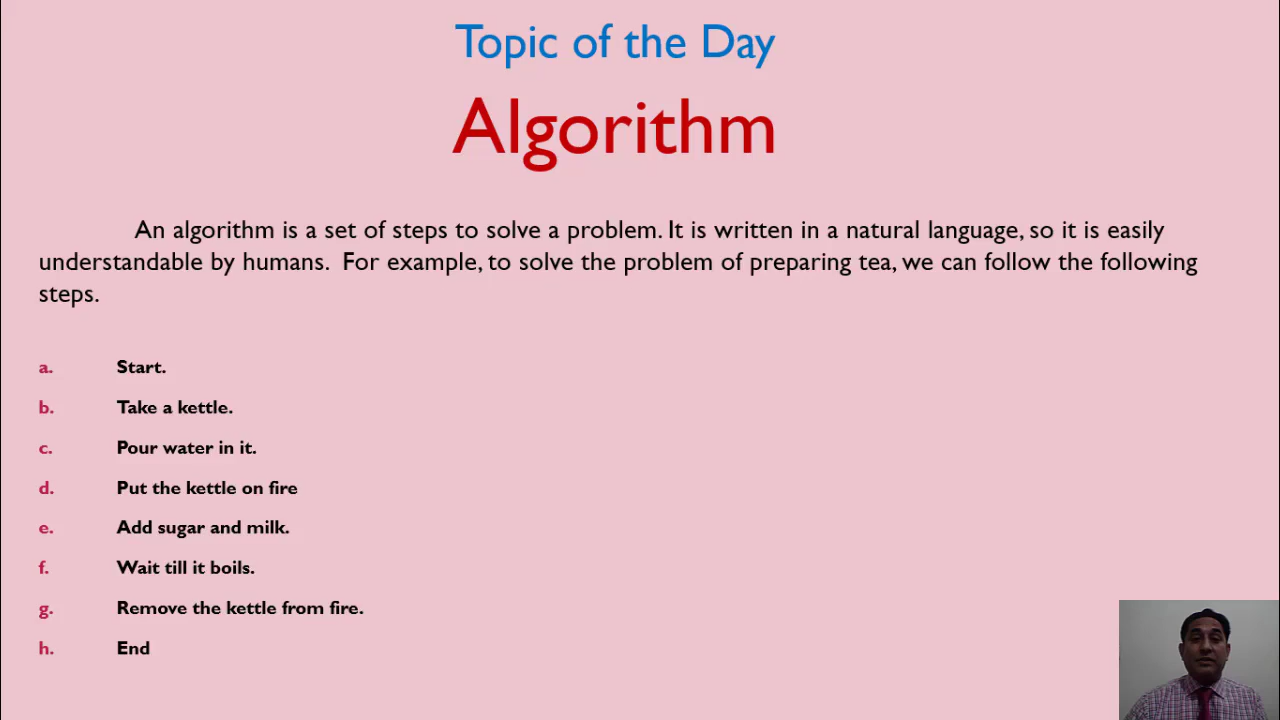 Topic of the Day
Algorithm
An algorithm is a set of steps to solve a problem. It is written in a natural language, so it is easily
understandable by humans. For example, to solve the problem of preparing tea, we can follow the following
steps.
a. Start.
b. Take a kettle.
c. Pour water in it.
d. Put the kettle on fire
e. Add sugar and milk.
f. Wait till it boils.
g. Remove the kettle from fire.
h. End